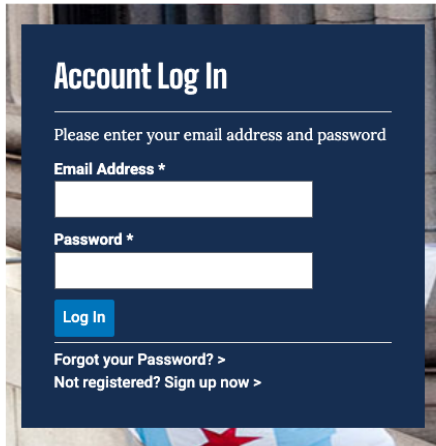 Account Log In
Please enter your email address and password
Email Address *
Password *
Log In
Forgot your Password? >
Not registered? Sign up now >